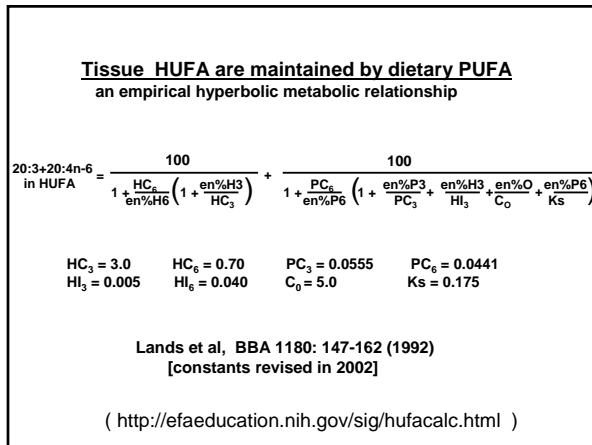 Tissue HUFA are maintained by dietary PUFA
an empirical hyperbolic metabolic relationship
20:3+20:4n-6 in HUFA = 100 / (1 + HC₆/en%H6 (1 + en%H3/HC₃)) + 100 / (1 + PC₆/en%P6 (1 + en%P3/PC₃ + en%H3/HI₃ + en%O/C₀ + en%P6/Ks)
HC₃ = 3.0 HC₆ = 0.70 PC₃ = 0.0555 PC₆ = 0.0441
HI₃ = 0.005 HI₆ = 0.040 C₀ = 5.0 Ks = 0.175
Lands et al, BBA 1180: 147-162 (1992)
[constants revised in 2002]
( http://efaeducation.nih.gov/sig/hufacalc.html )